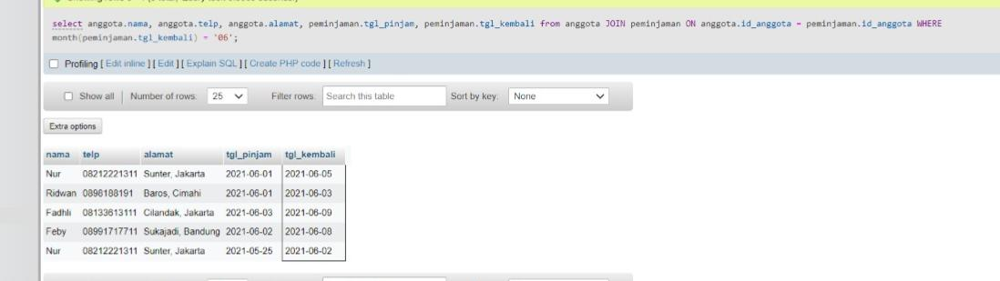 select anggota.nama, anggota.telp, anggota.alamat, peminjaman.tgl_pinjam, peminjaman.tgl_kembali from anggota JOIN peminjaman ON anggota.id_anggota = peminjaman.id_anggota WHERE
month(peminjaman.tgl_kembali) = '06';
Profiling [ Edit inline ] [ Edit ] [ Explain SQL ] [ Create PHP code ] [ Refresh ]
Show all | Number of rows: 25 Filter rows: Search this table Sort by key: None
Extra options
nama telp alamat tgl_pinjam tgl_kembali
Nur 08212221311 Sunter, Jakarta 2021-06-01 2021-06-05
Ridwan 0896188191 Baros, Cimahi 2021-06-01 2021-06-03
Fadhli 08133613111 Cilandak, Jakarta 2021-06-03 2021-06-09
Feby 08991717711 Sukajadi, Bandung 2021-06-02 2021-06-08
Nur 08212221311 Sunter, Jakarta 2021-05-25 2021-06-02